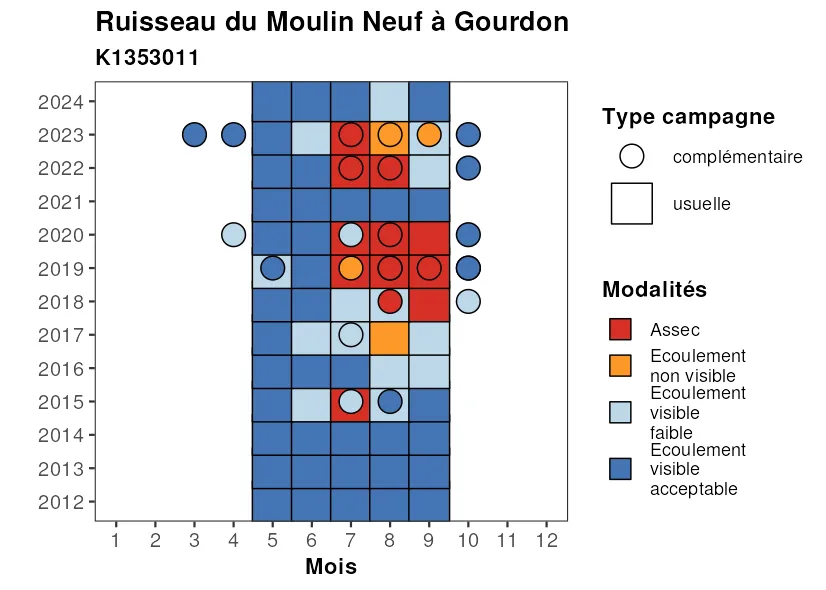 Ruisseau du Moulin Neuf à Gourdon
K1353011
2024
2023
2022
2021
2020
2019
2018
2017
2016
2015
2014
2013
2012
1 2 3 4 5 6 7 8 9 10 11 12
Mois
Type campagne
complémentaire
usuelle
Modalités
Assec
Ecoulement
non visible
Ecoulement
visible
faible
Ecoulement
visible
acceptable